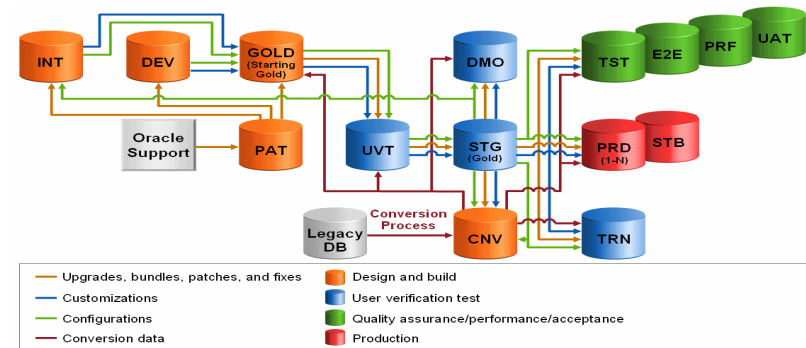 INT
DEV
GOLD
(Starting
Gold)
DMO
TST
E2E
PRF
UAT
Oracle
Support
PAT
UVT
STG
(Gold)
PRD
(1-N)
STB
Legacy
DB
Conversion
Process
CNV
TRN
Upgrades, bundles, patches, and fixes
Design and build
Customizations
User verification test
Configurations
Quality assurance/performance/acceptance
Conversion data
Production